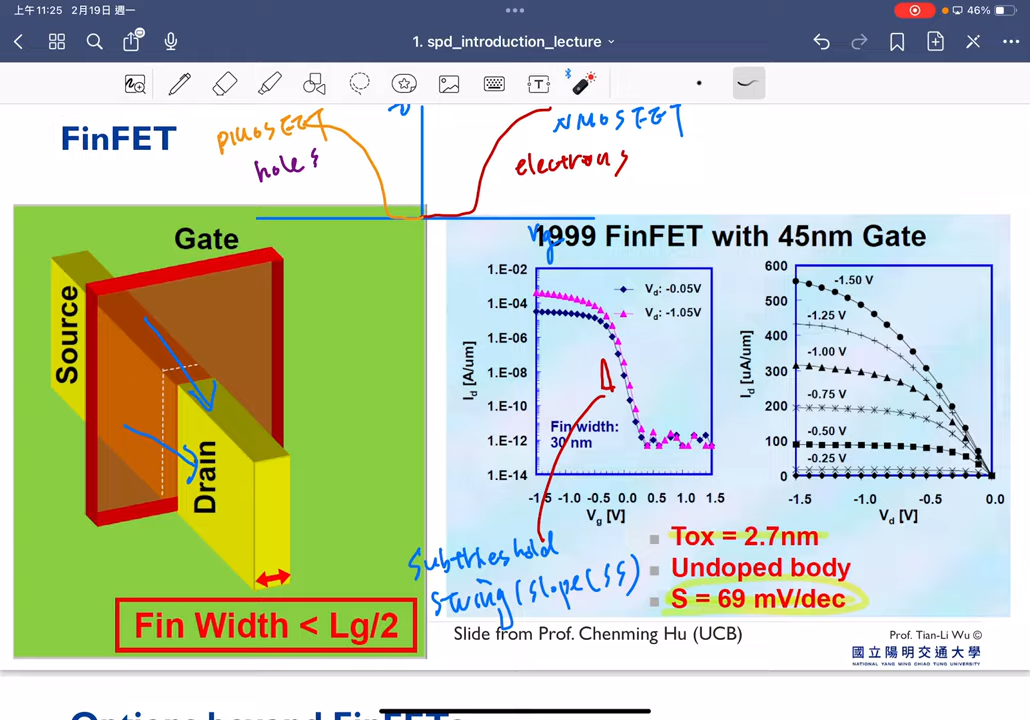 上午11:25 2月19日 週一
46%
1. spd_introduction_lecture
FinFET
PMOSFET
holes
NMOSFET
electrons
Vg
Gate
Source
Drain
Fin Width < Lg/2
1999 FinFET with 45nm Gate
1.E-02
1.E-04
1.E-06
1.E-08
1.E-10
1.E-12
1.E-14
Id [A/um]
Vd: -0.05V
Vd: -1.05V
Fin width:
30 nm
-1.5 -1.0 -0.5 0.0 0.5 1.0 1.5
Vg [V]
600
500
400
300
200
100
0
Id [uA/um]
-1.50 V
-1.25 V
-1.00 V
-0.75 V
-0.50 V
-0.25 V
-1.5 -1.0 -0.5 0.0
Vd [V]
Subthreshold
swing/slope(SS)
Tox = 2.7nm
Undoped body
S = 69 mV/dec
Slide from Prof. Chenming Hu (UCB)
Prof. Tian-Li Wu ©
國立陽明交通大學
NATIONAL YANG MING CHIAO TUNG UNIVERSITY
Options beyond FinFETs